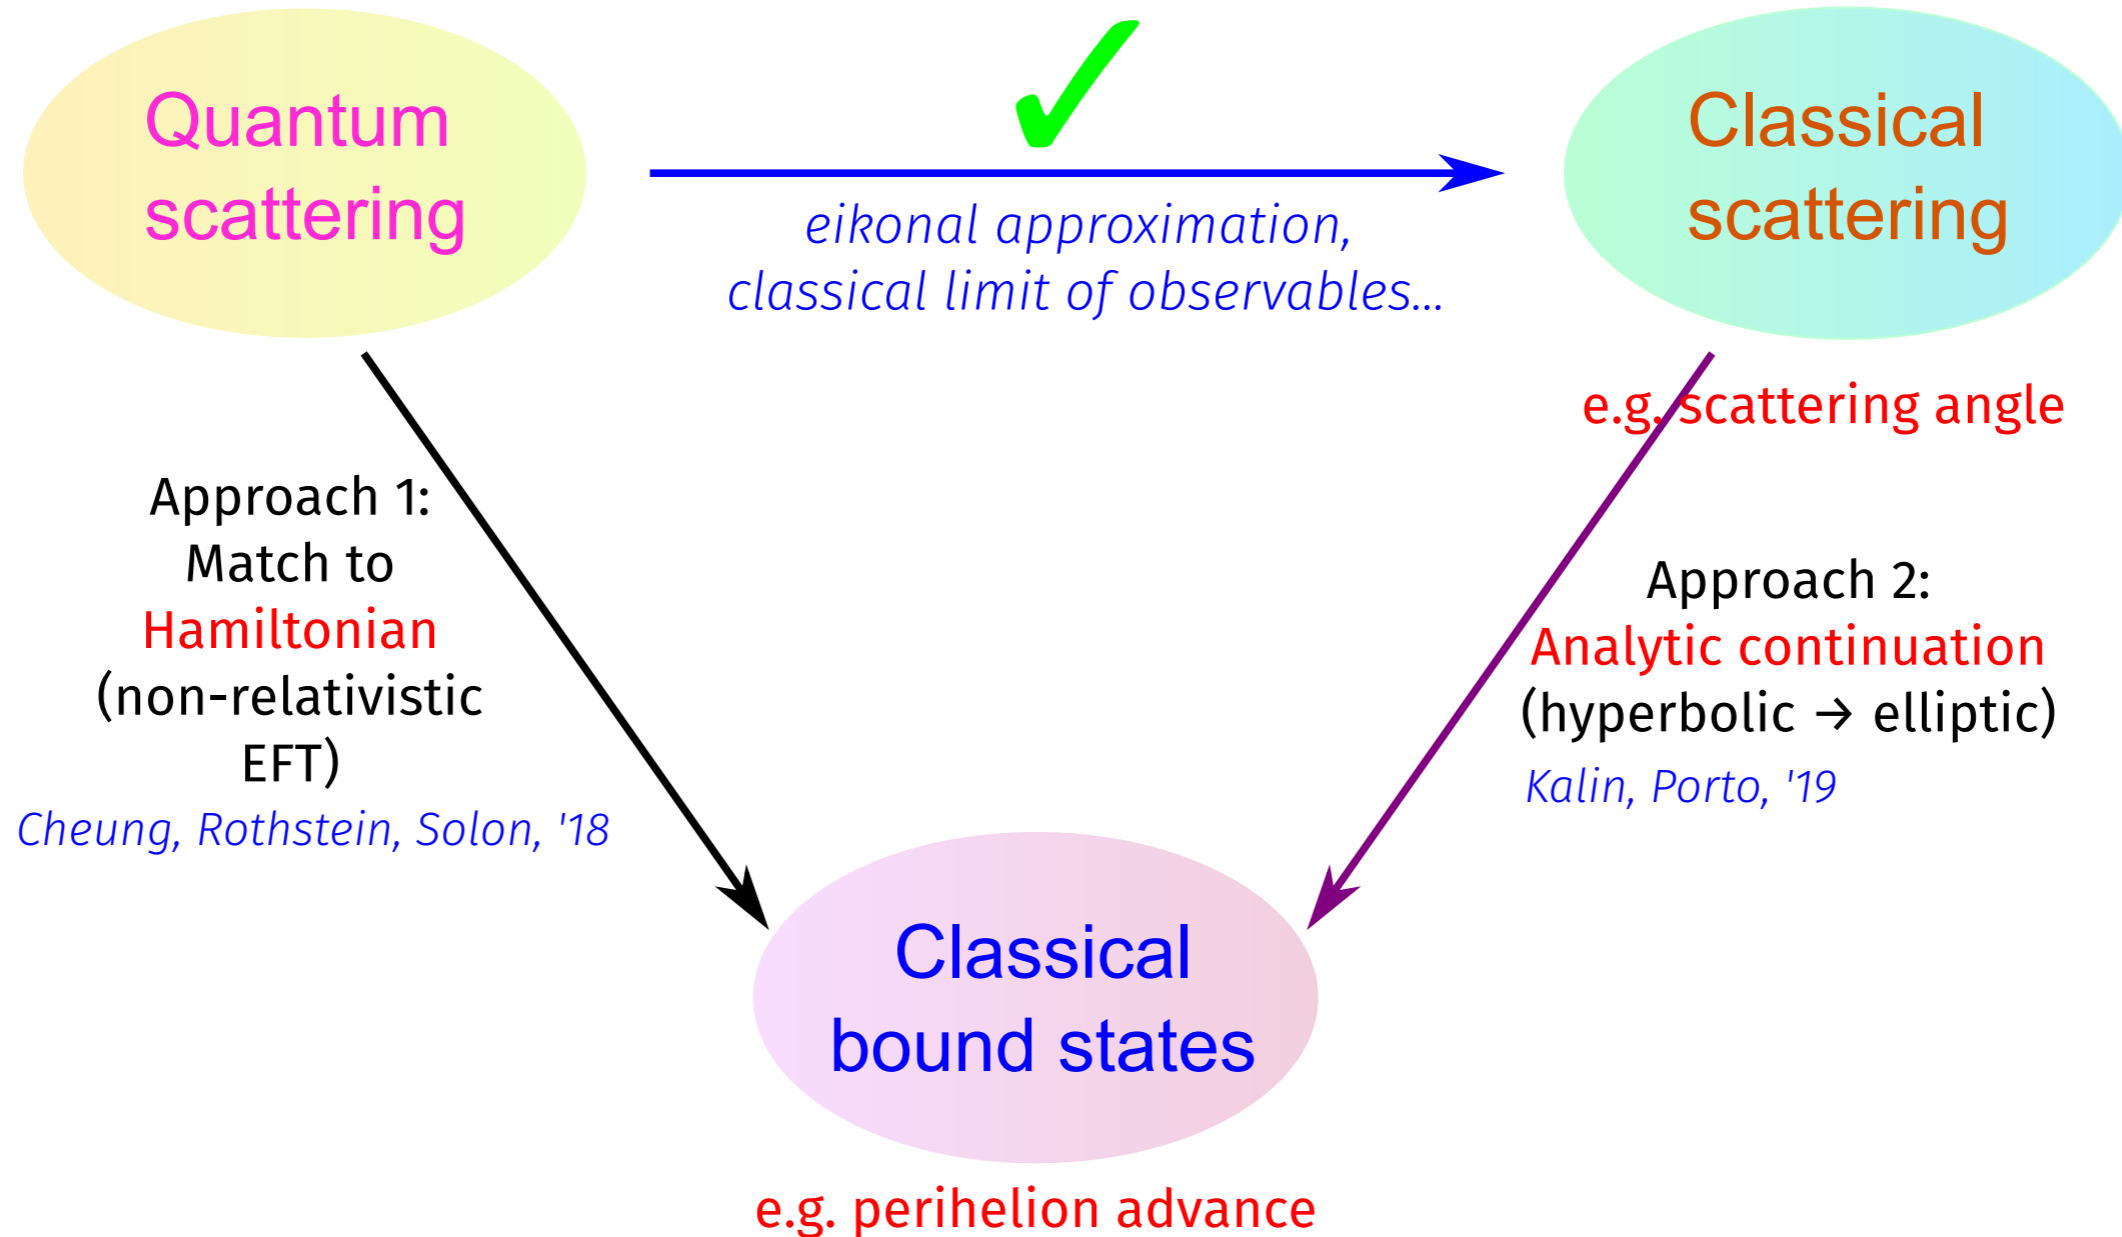 Quantum
scattering
eikonal approximation,
classical limit of observables...
Classical
scattering
e.g. scattering angle
Approach 1:
Match to
Hamiltonian
(non-relativistic
EFT)
Cheung, Rothstein, Solon, '18
Approach 2:
Analytic continuation
(hyperbolic → elliptic)
Kalin, Porto, '19
Classical
bound states
e.g. perihelion advance